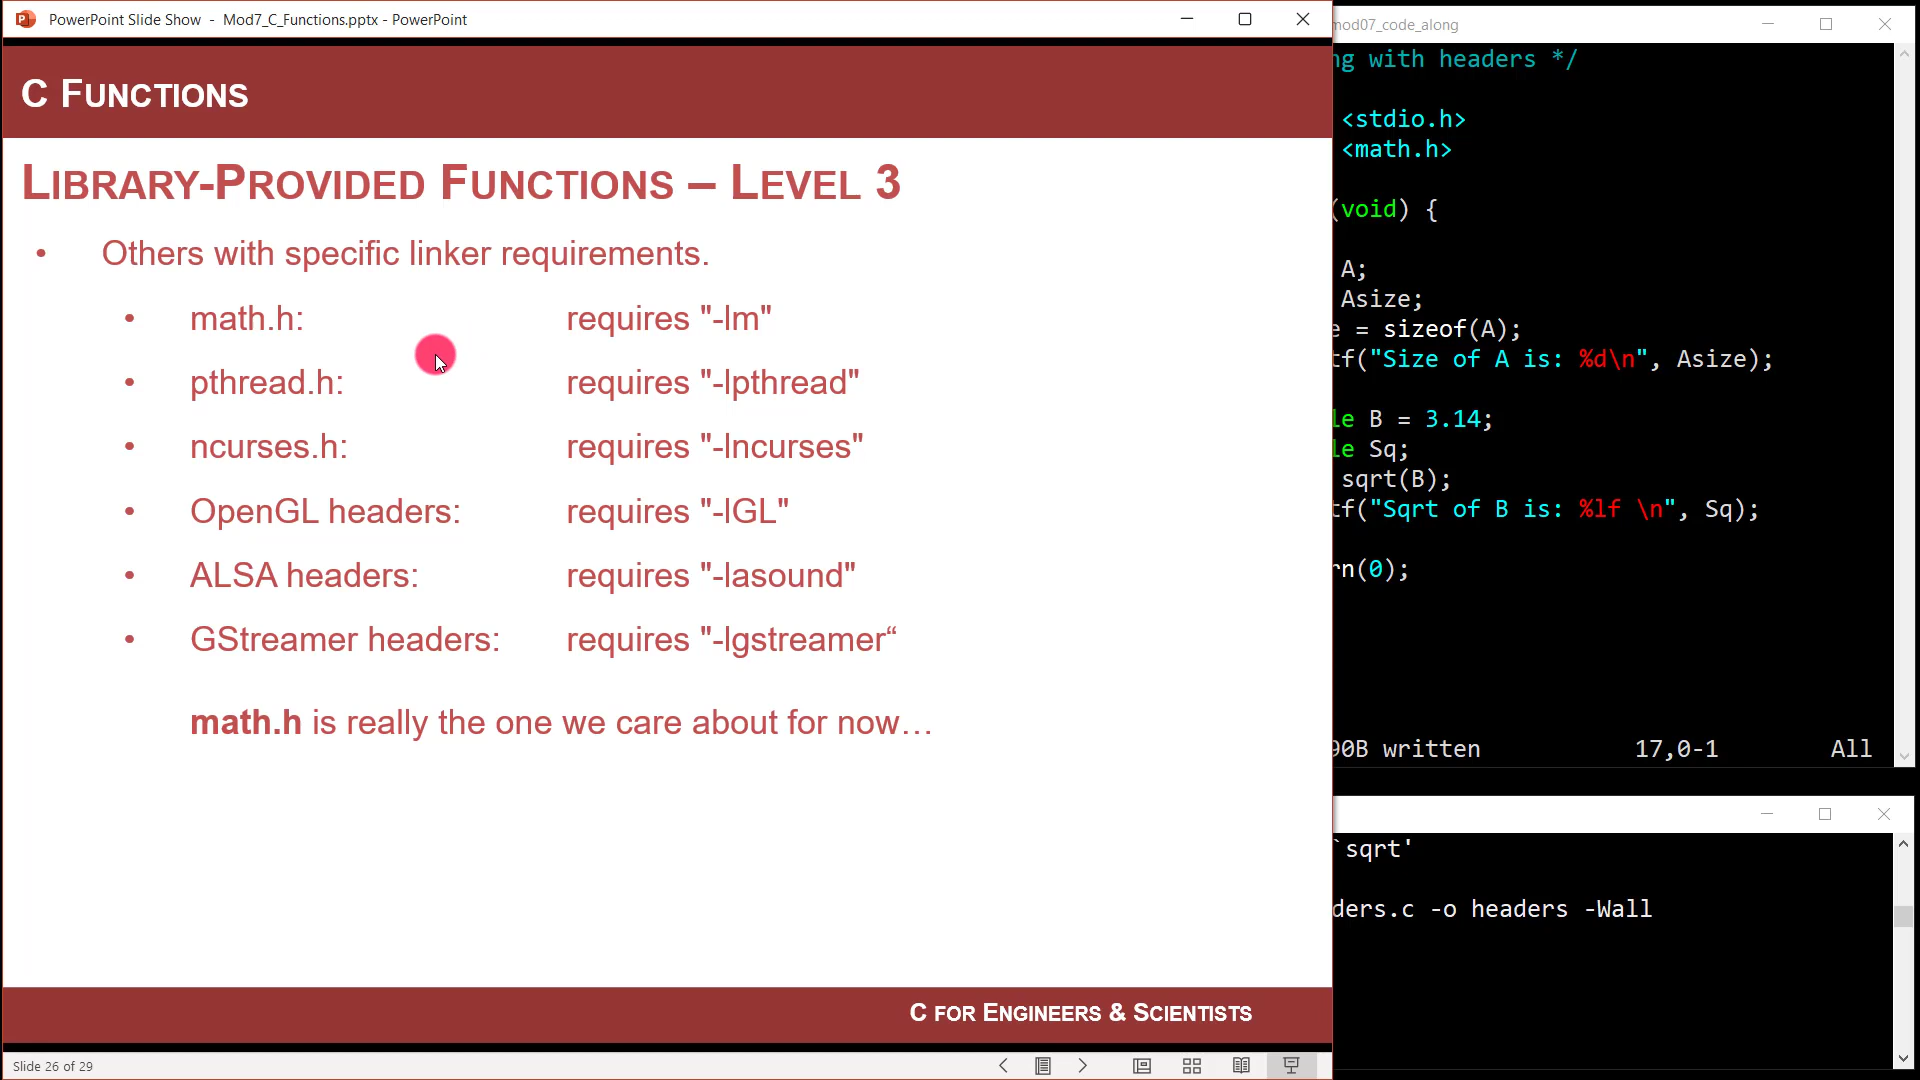 PowerPoint Slide Show - Mod7_C_Functions.pptx - PowerPoint
C FUNCTIONS
LIBRARY-PROVIDED FUNCTIONS – LEVEL 3
• Others with specific linker requirements.
• math.h: requires "-lm"
• pthread.h: requires "-lpthread"
• ncurses.h: requires "-lncurses"
• OpenGL headers: requires "-lGL"
• ALSA headers: requires "-lasound"
• GStreamer headers: requires "-lgstreamer“
math.h is really the one we care about for now…
C FOR ENGINEERS & SCIENTISTS
Slide 26 of 29
mod07_code_along
ng with headers */
<stdio.h>
<math.h>
(void) {
A;
Asize;
e = sizeof(A);
tf("Size of A is: %d\n", Asize);
le B = 3.14;
le Sq;
sqrt(B);
tf("Sqrt of B is: %lf \n", Sq);
rn(0);
90B written 17,0-1 All
`sqrt'
ders.c -o headers -Wall